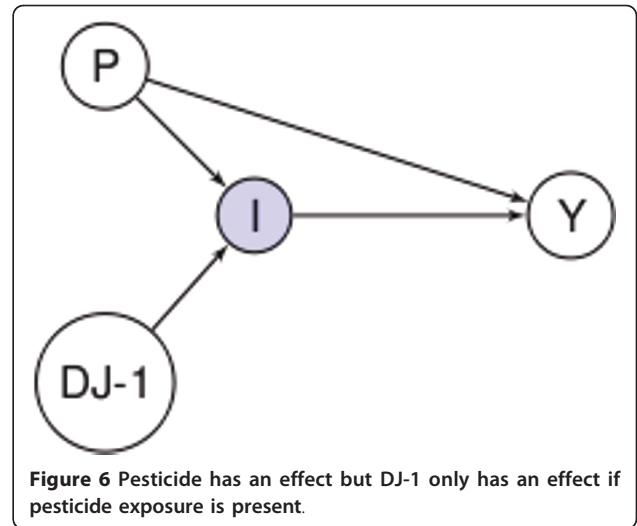 P
I
Y
DJ-1
Figure 6 Pesticide has an effect but DJ-1 only has an effect if
pesticide exposure is present.